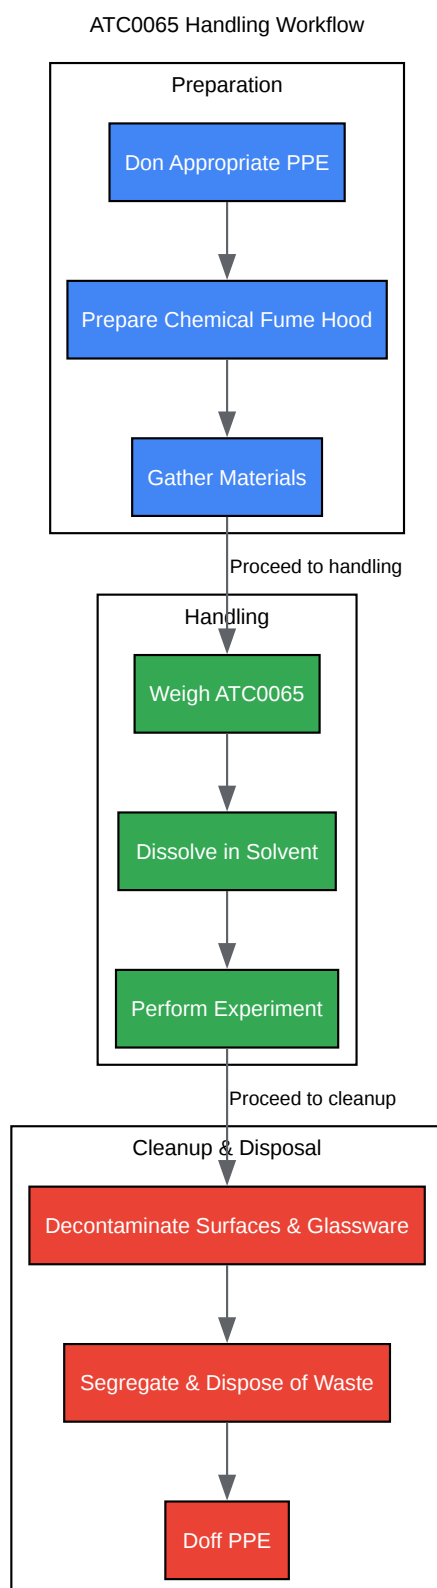 ATC0065 Handling Workflow
Preparation
Don Appropriate PPE
Prepare Chemical Fume Hood
Gather Materials
Proceed to handling
Handling
Weigh ATC0065
Dissolve in Solvent
Perform Experiment
Proceed to cleanup
Cleanup & Disposal
Decontaminate Surfaces & Glassware
Segregate & Dispose of Waste
Doff PPE